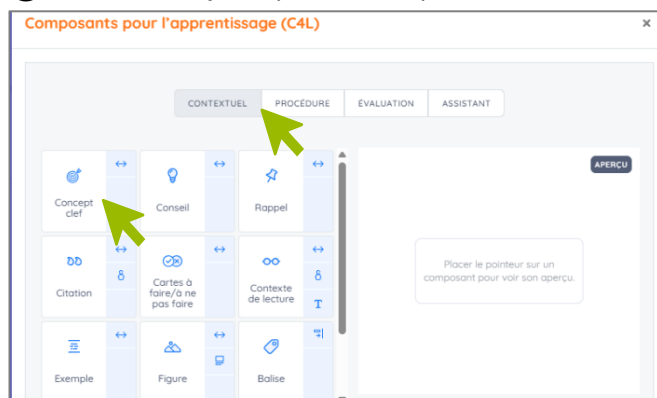 Composants pour l'apprentissage (C4L)
CONTEXTUEL PROCÉDURE ÉVALUATION ASSISTANT
APERÇU
Concept
clef
Conseil
Rappel
Citation
Cartes à
faire/à ne
pas faire
Contexte
de lecture
Exemple
Figure
Balise
Placer le pointeur sur un
composant pour voir son aperçu.